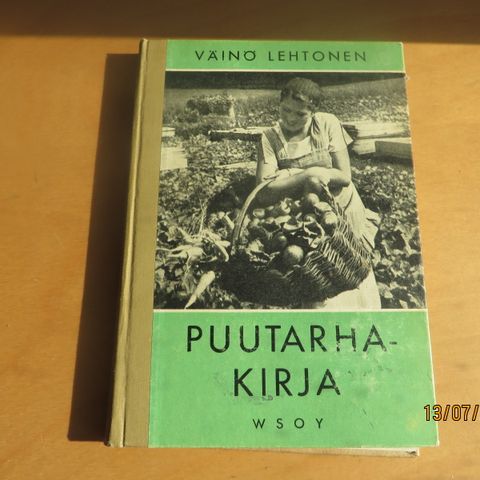 VÄINÖ LEHTONEN
PUUTARHA-
KIRJA
WSOY
13/07/